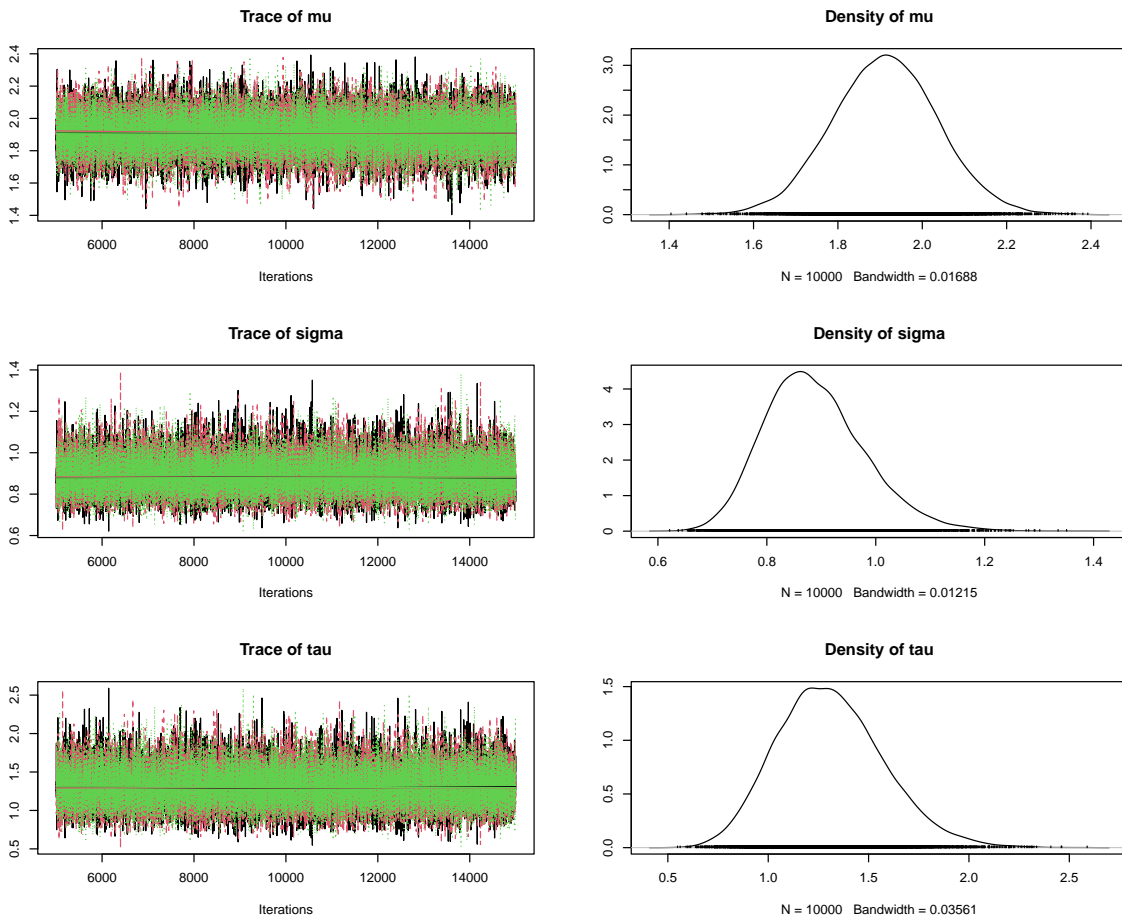 Trace of mu
2.4
2.2
2.0
1.8
1.6
1.4
6000 8000 10000 12000 14000
Iterations
Density of mu
3.0
2.0
1.0
0.0
1.4 1.6 1.8 2.0 2.2 2.4
N = 10000 Bandwidth = 0.01688
Trace of sigma
1.4
1.2
1.0
0.8
0.6
6000 8000 10000 12000 14000
Iterations
Density of sigma
4
3
2
1
0
0.6 0.8 1.0 1.2 1.4
N = 10000 Bandwidth = 0.01215
Trace of tau
2.5
2.0
1.5
1.0
0.5
6000 8000 10000 12000 14000
Iterations
Density of tau
1.5
1.0
0.5
0.0
0.5 1.0 1.5 2.0 2.5
N = 10000 Bandwidth = 0.03561